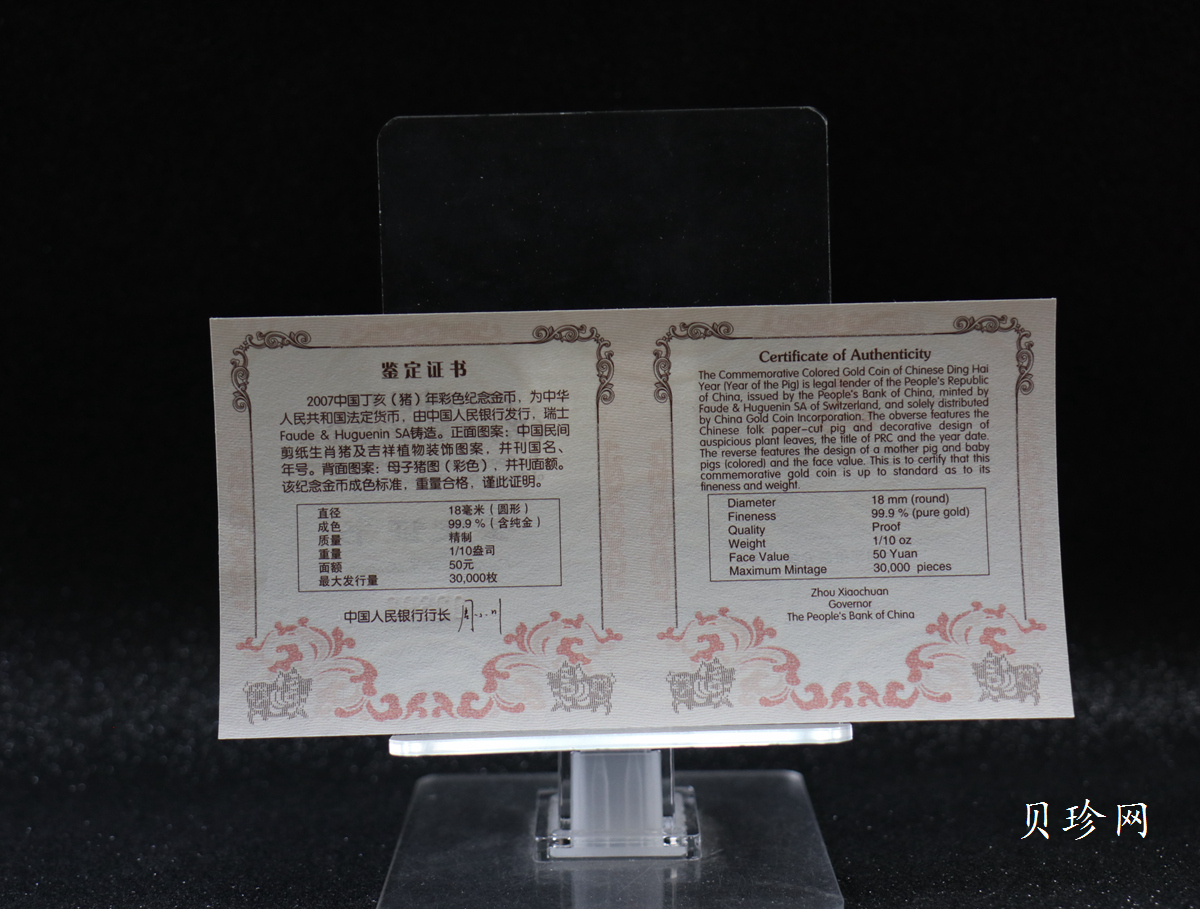 鉴定证书
2007中国丁亥（猪）年彩色纪念金币，为中华
人民共和国法定货币，由中国人民银行发行，瑞士
Faude & Huguenin SA铸造。正面图案：中国民间
剪纸生肖猪及吉祥植物装饰图案，并刊国名、
年号。背面图案：母子猪图（彩色），并刊面额。
该纪念金币成色标准，重量合格，谨此证明。
直径 18毫米（圆形）
成色 99.9 %（含纯金）
质量 精制
重量 1/10盎司
面额 50元
最大发行量 30,000枚
中国人民银行行长
Certificate of Authenticity
The Commemorative Colored Gold Coin of Chinese Ding Hai
Year (Year of the Pig) is legal tender of the People's Republic
of China, issued by the People's Bank of China, minted by
Faude & Huguenin SA of Switzerland, and solely distributed
by China Gold Coin Incorporation. The obverse features the
Chinese folk paper-cut pig and decorative design of
auspicious plant leaves, the title of PRC and the year date.
The reverse features the design of a mother pig and baby
pigs (colored) and the face value. This is to certify that this
commemorative gold coin is up to standard as to its
fineness and weight.
Diameter 18 mm (round)
Fineness 99.9 % (pure gold)
Quality Proof
Weight 1/10 oz
Face Value 50 Yuan
Maximum Mintage 30,000 pieces
Zhou Xiaochuan
Governor
The People's Bank of China
贝珍网